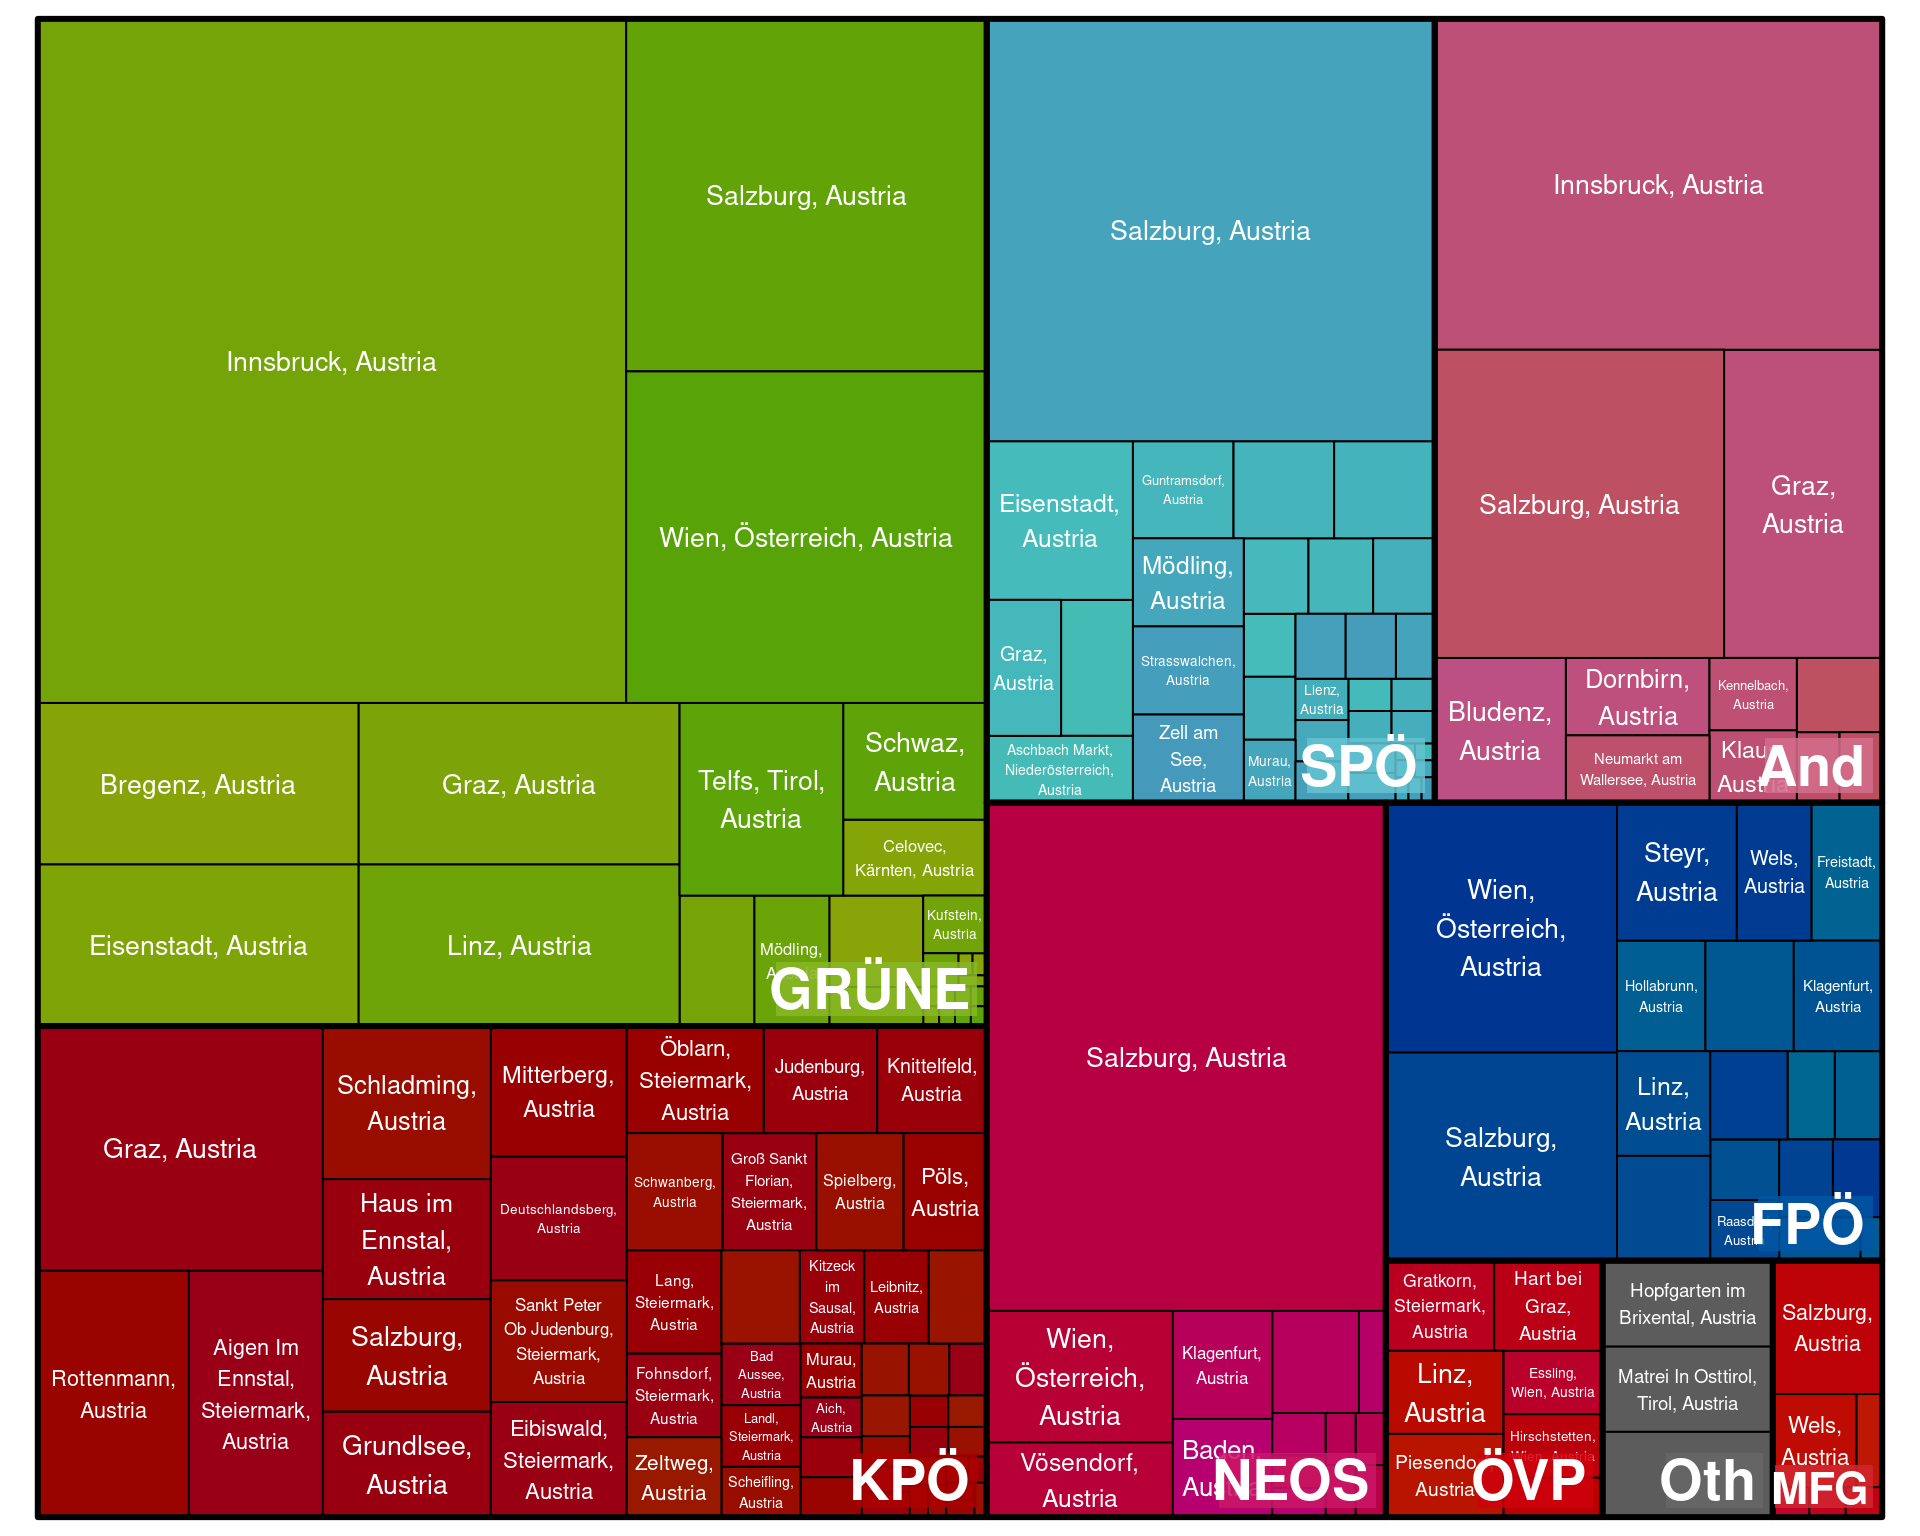 Innsbruck, Austria
Salzburg, Austria
Wien, Österreich, Austria
Bregenz, Austria
Graz, Austria
Eisenstadt, Austria
Linz, Austria
Telfs, Tirol,
Austria
Schwaz,
Austria
Celovec,
Kärnten, Austria
Mödling,
Kufstein,
Austria
GRÜNE
Salzburg, Austria
Eisenstadt,
Austria
Guntramsdorf,
Austria
Mödling,
Austria
Graz,
Austria
Strasswalchen,
Austria
Aschbach Markt,
Niederösterreich,
Austria
Zell am
See,
Austria
Lienz,
Austria
Murau,
Austria
SPÖ
Innsbruck, Austria
Salzburg, Austria
Graz,
Austria
Bludenz,
Austria
Dornbirn,
Austria
Neumarkt am
Wallersee, Austria
Kennelbach,
Austria
Klau
Austria
And
Graz, Austria
Rottenmann,
Austria
Aigen Im
Ennstal,
Steiermark,
Austria
Schladming,
Austria
Haus im
Ennstal,
Austria
Salzburg,
Austria
Grundlsee,
Austria
Mitterberg,
Austria
Deutschlandsberg,
Austria
Sankt Peter
Ob Judenburg,
Steiermark,
Austria
Eibiswald,
Steiermark,
Austria
Öblarn,
Steiermark,
Austria
Judenburg,
Austria
Knittelfeld,
Austria
Schwanberg,
Austria
Groß Sankt
Florian,
Steiermark,
Austria
Spielberg,
Austria
Pöls,
Austria
Lang,
Steiermark,
Austria
Kitzeck
im
Sausal,
Austria
Leibnitz,
Austria
Fohnsdorf,
Steiermark,
Austria
Bad
Aussee,
Austria
Murau,
Austria
Aich,
Austria
Landl,
Steiermark,
Austria
Zeltweg,
Austria
Scheifling,
Austria
KPÖ
Salzburg, Austria
Wien,
Österreich,
Austria
Vösendorf,
Austria
Klagenfurt,
Austria
Baden,
NEOS
Wien,
Österreich,
Austria
Salzburg,
Austria
Steyr,
Austria
Wels,
Austria
Freistadt,
Austria
Hollabrunn,
Austria
Klagenfurt,
Austria
Linz,
Austria
FPÖ
Gratkorn,
Steiermark,
Austria
Hart bei
Graz,
Austria
Linz,
Austria
Essling,
Wien, Austria
Hirschstetten,
Wien, Austria
Piesendo
Austria
ÖVP
Hopfgarten im
Brixental, Austria
Matrei In Osttirol,
Tirol, Austria
Oth
Salzburg,
Austria
Wels,
Austria
MFG